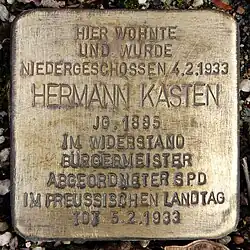 HIER WOHNTE
UND WURDE
NIEDERGESCHOSSEN 4.2.1933
HERMANN KASTEN
JG. 1885
IM WIDERSTAND
BÜRGERMEISTER
ABGEORDNETER SPD
IM PREUSSISCHEN LANDTAG
TOT 5.2.1933